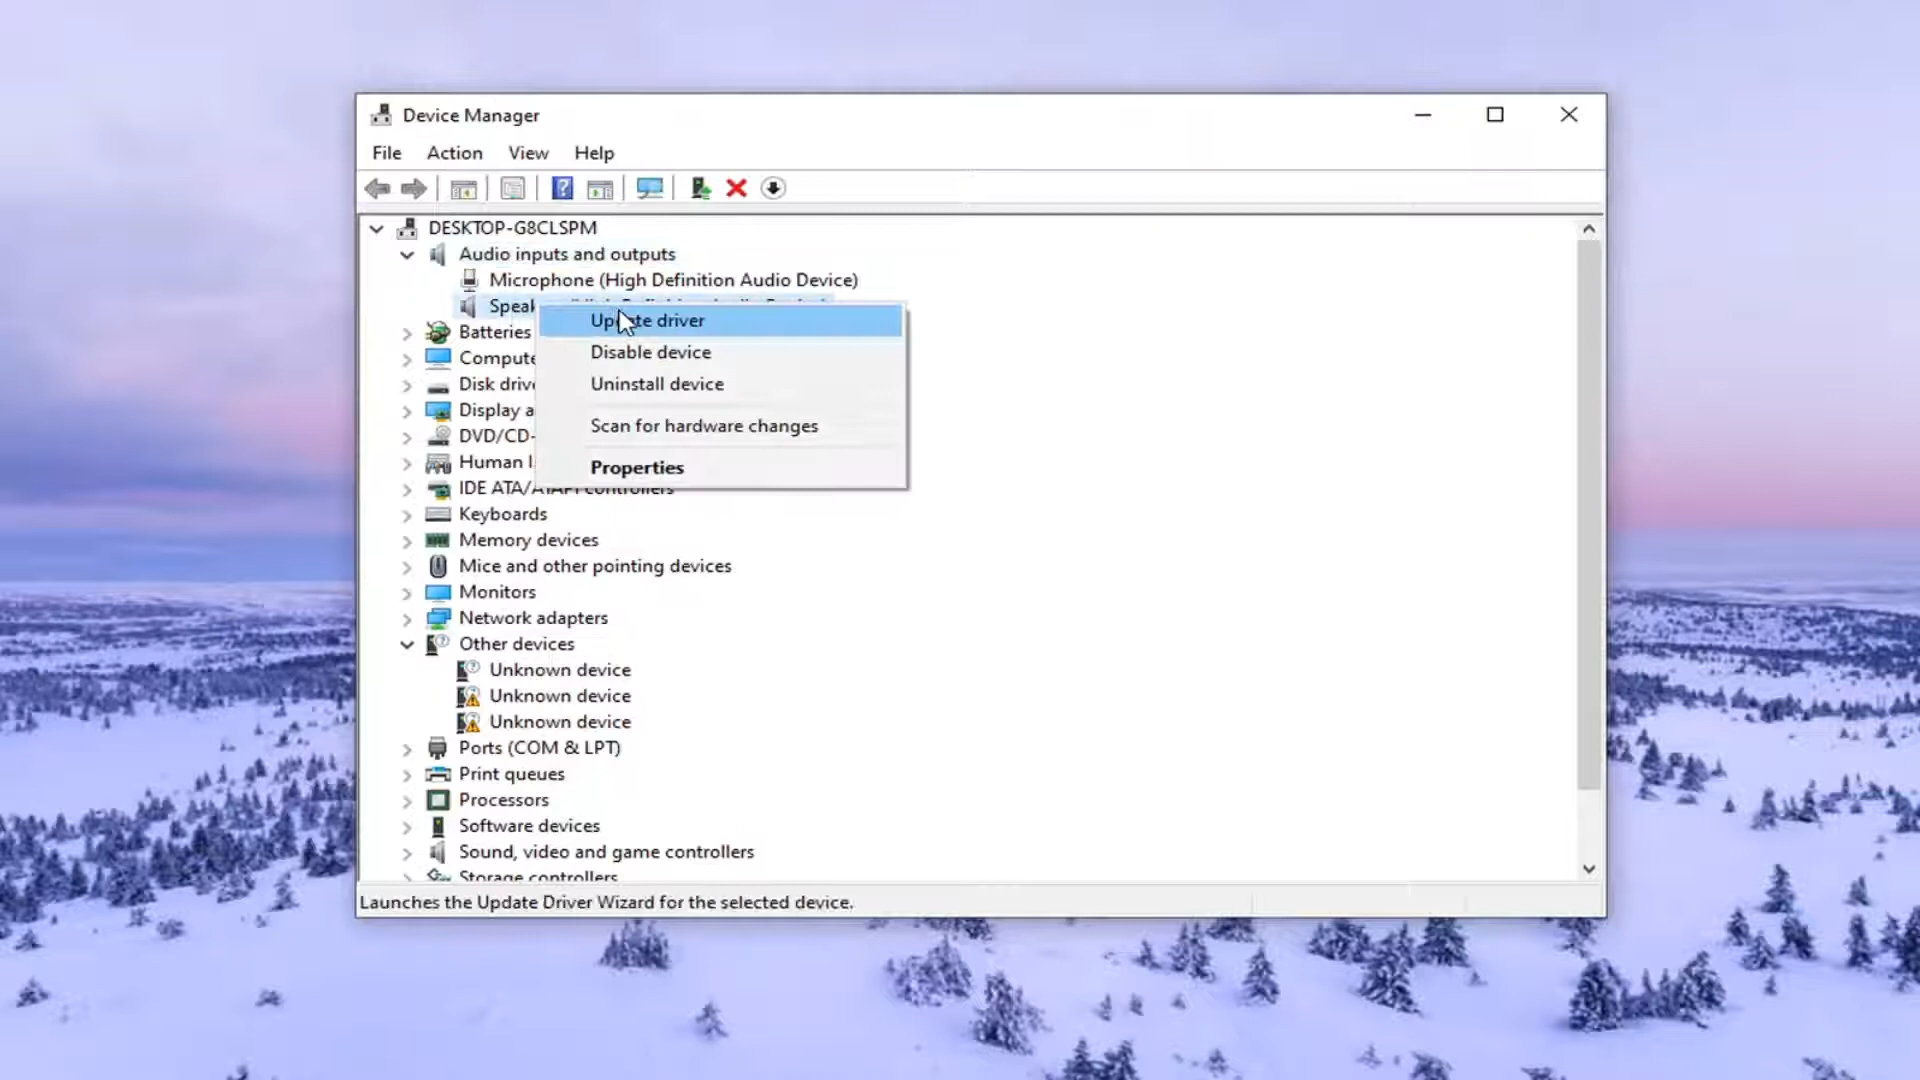 Device Manager
File Action View Help
DESKTOP-G8CLSPM
Audio inputs and outputs
Microphone (High Definition Audio Device)
Speak
Update driver
Batteries
Disable device
Compute
Uninstall device
Disk driv
Display a
Scan for hardware changes
DVD/CD-
Human I
Properties
IDE ATA/ATAPI controllers
Keyboards
Memory devices
Mice and other pointing devices
Monitors
Network adapters
Other devices
Unknown device
Unknown device
Unknown device
Ports (COM & LPT)
Print queues
Processors
Software devices
Sound, video and game controllers
Storage controllers
Launches the Update Driver Wizard for the selected device.